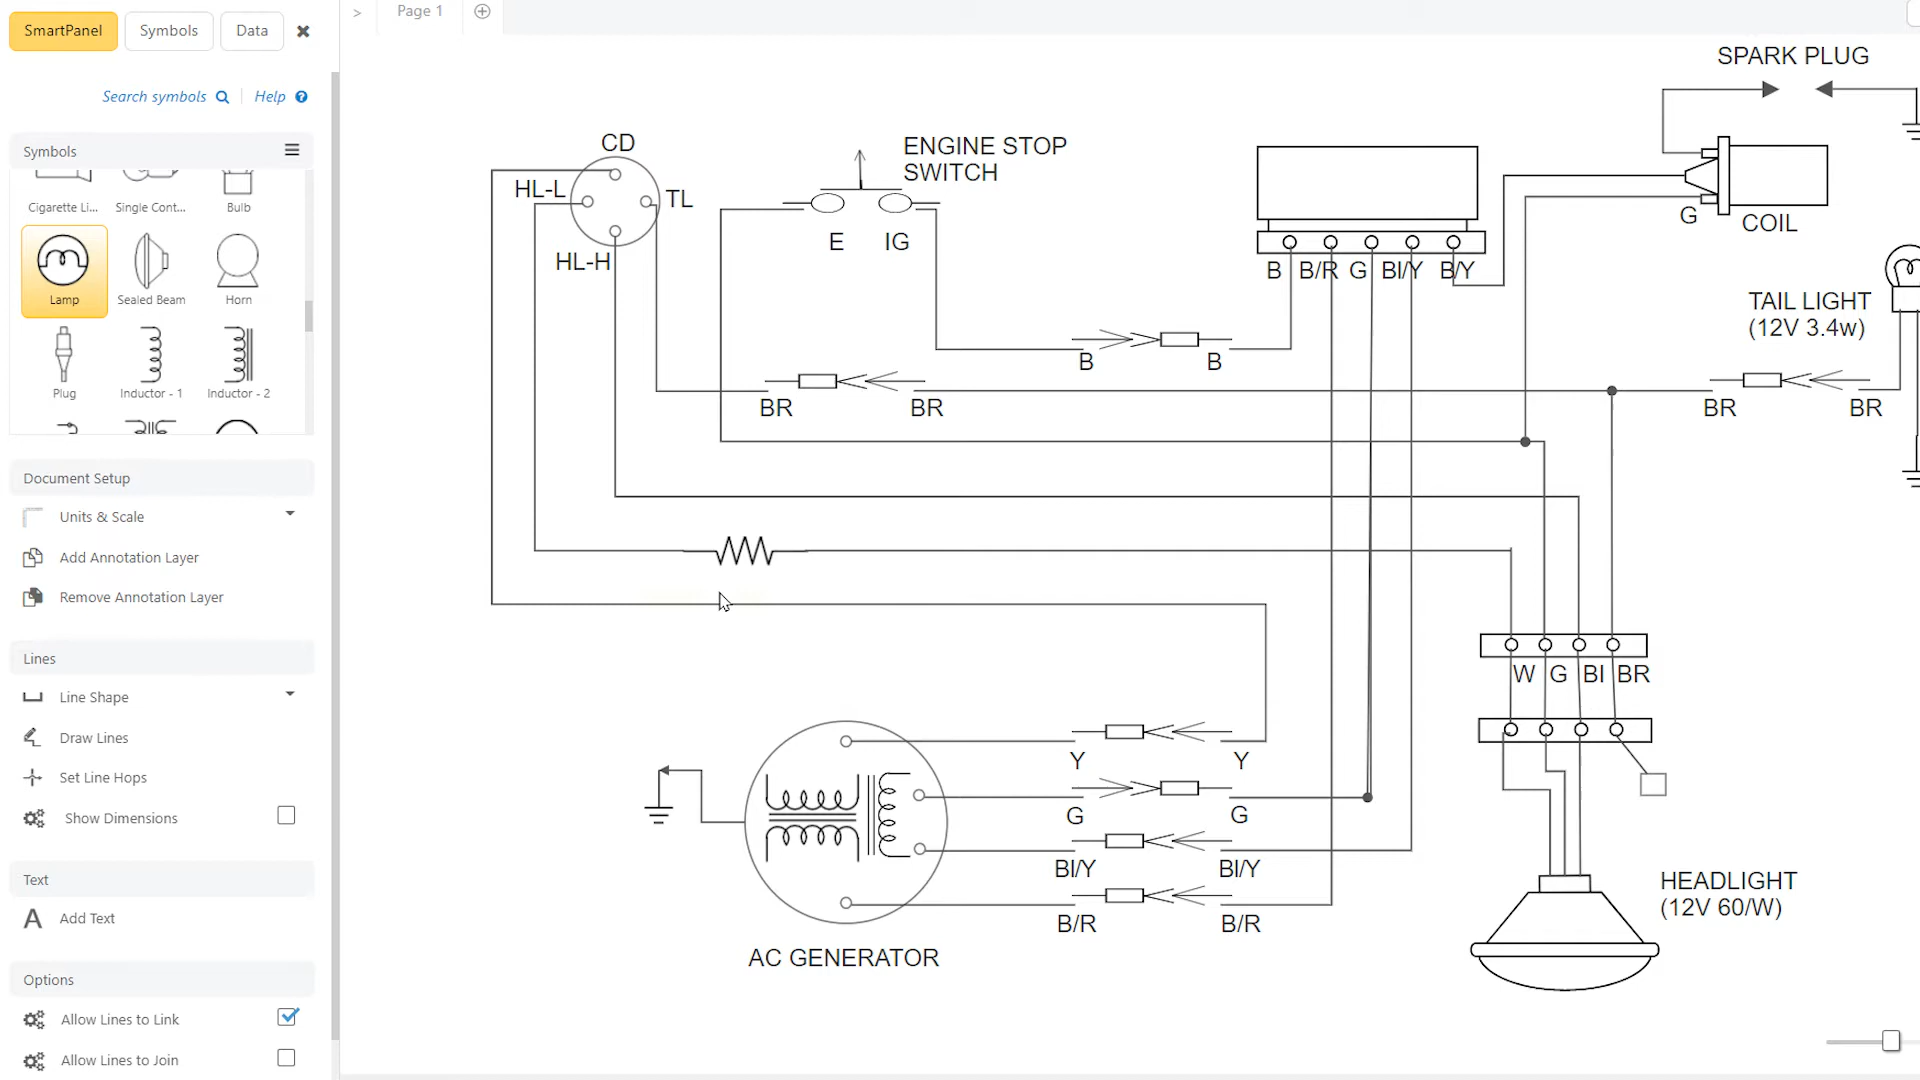 SmartPanel
Symbols
Data
Search symbols
Help
Symbols
Cigarette Li...
Single Cont...
Bulb
Lamp
Sealed Beam
Horn
Plug
Inductor - 1
Inductor - 2
Document Setup
Units & Scale
Add Annotation Layer
Remove Annotation Layer
Lines
Line Shape
Draw Lines
Set Line Hops
Show Dimensions
Text
Add Text
Options
Allow Lines to Link
Allow Lines to Join
> Page 1
CD
HL-L
TL
HL-H
ENGINE STOP
SWITCH
E
IG
B
B/R
G
BI/Y
B/Y
SPARK PLUG
G
COIL
TAIL LIGHT
(12V 3.4w)
B
B
BR
BR
BR
BR
W
G
BI
BR
Y
Y
G
G
BI/Y
BI/Y
B/R
B/R
AC GENERATOR
HEADLIGHT
(12V 60/W)